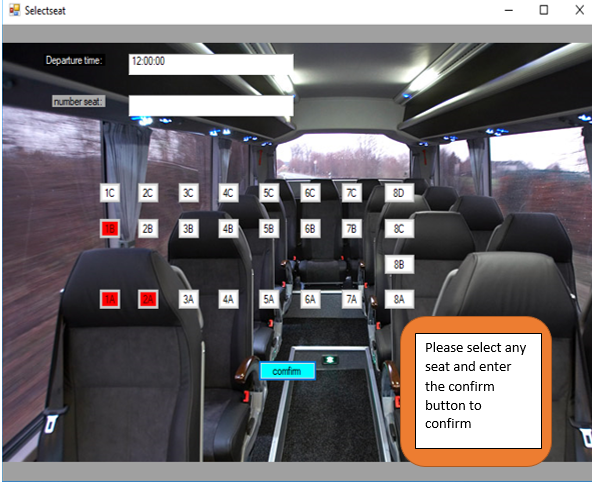 Selectseat
Departure time:
12:00:00
number seat:
1C 2C 3C 4C 5C 6C 7C 8D
1B 2B 3B 4B 5B 6B 7B 8C
8B
1A 2A 3A 4A 5A 6A 7A 8A
comfirm
Please select any
seat and enter
the confirm
button to
confirm